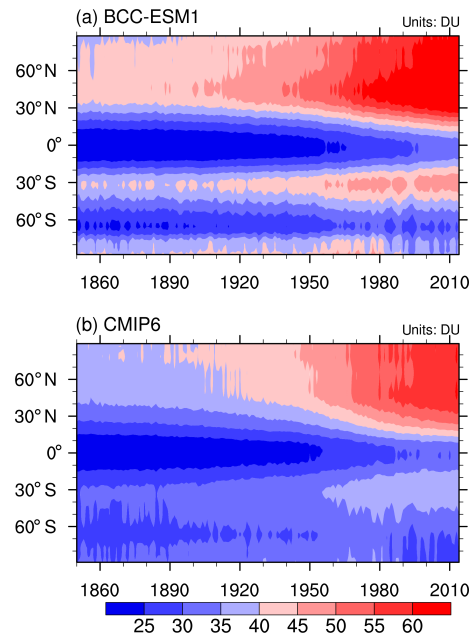 (a) BCC-ESM1
Units: DU
60° N
30° N
0°
30° S
60° S
1860 1890 1920 1950 1980 2010
(b) CMIP6
Units: DU
60° N
30° N
0°
30° S
60° S
1860 1890 1920 1950 1980 2010
25 30 35 40 45 50 55 60